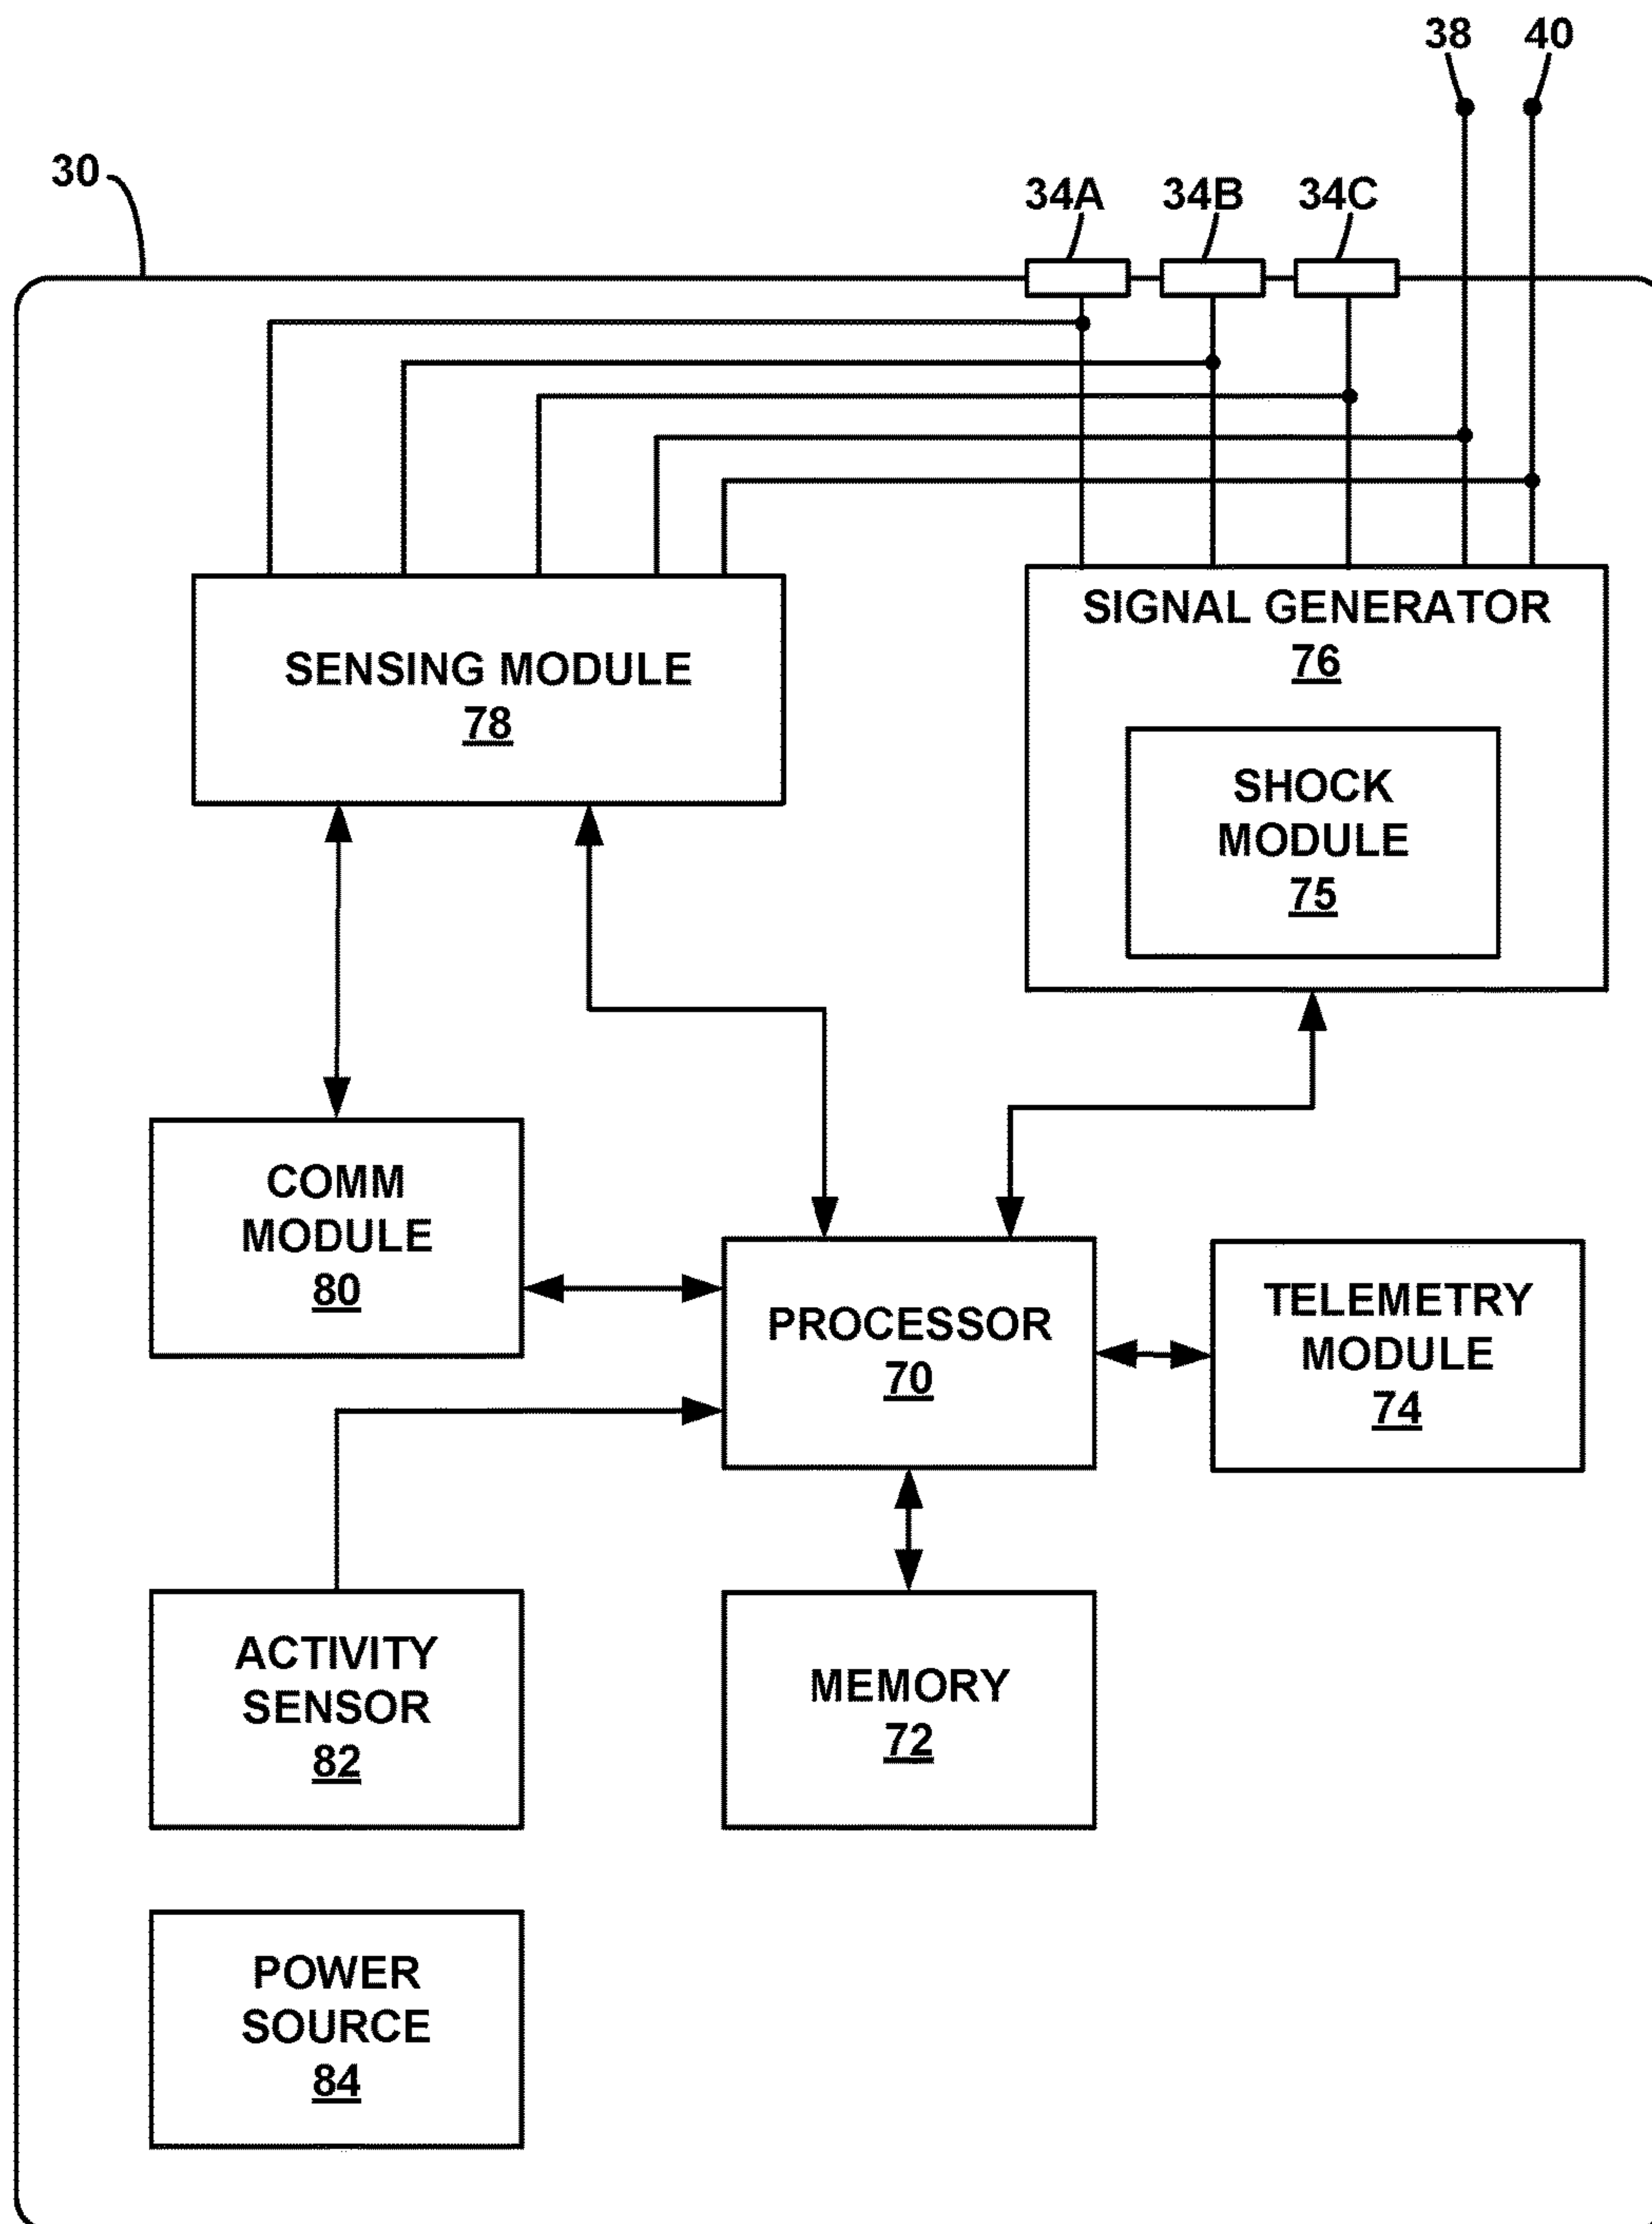 38 40
30
34A 34B 34C
SENSING MODULE
78
SIGNAL GENERATOR
76
SHOCK
MODULE
75
COMM
MODULE
80
PROCESSOR
70
TELEMETRY
MODULE
74
ACTIVITY
SENSOR
82
MEMORY
72
POWER
SOURCE
84